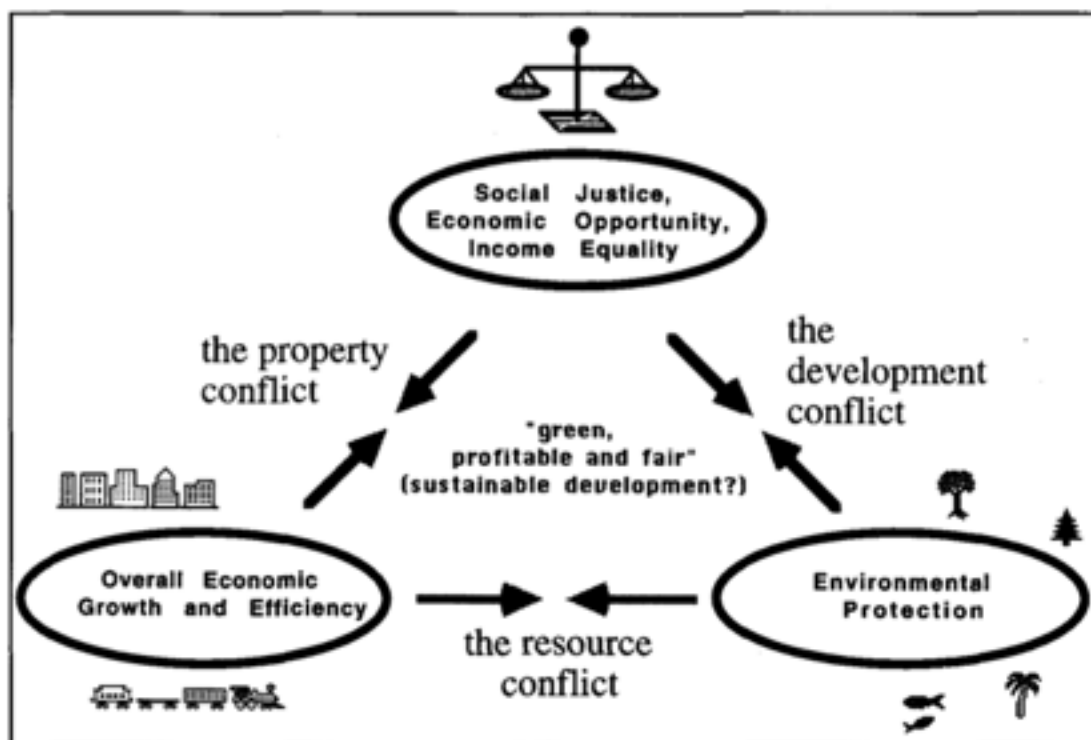 Social Justice,
Economic Opportunity,
Income Equality
the property
conflict
the
development
conflict
"green,
profitable and fair"
(sustainable development?)
Overall Economic
Growth and Efficiency
Environmental
Protection
the resource
conflict